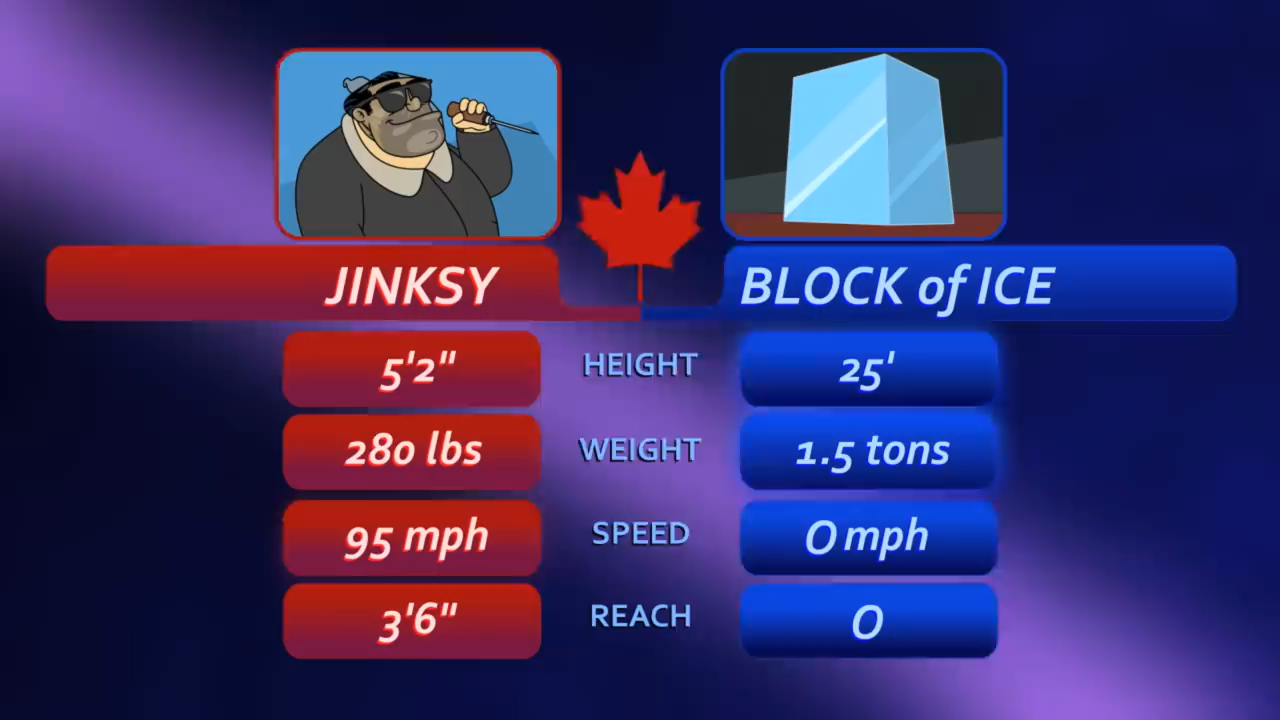 JINKSY BLOCK of ICE
5'2" HEIGHT 25'
280 lbs WEIGHT 1.5 tons
95 mph SPEED 0 mph
3'6" REACH 0